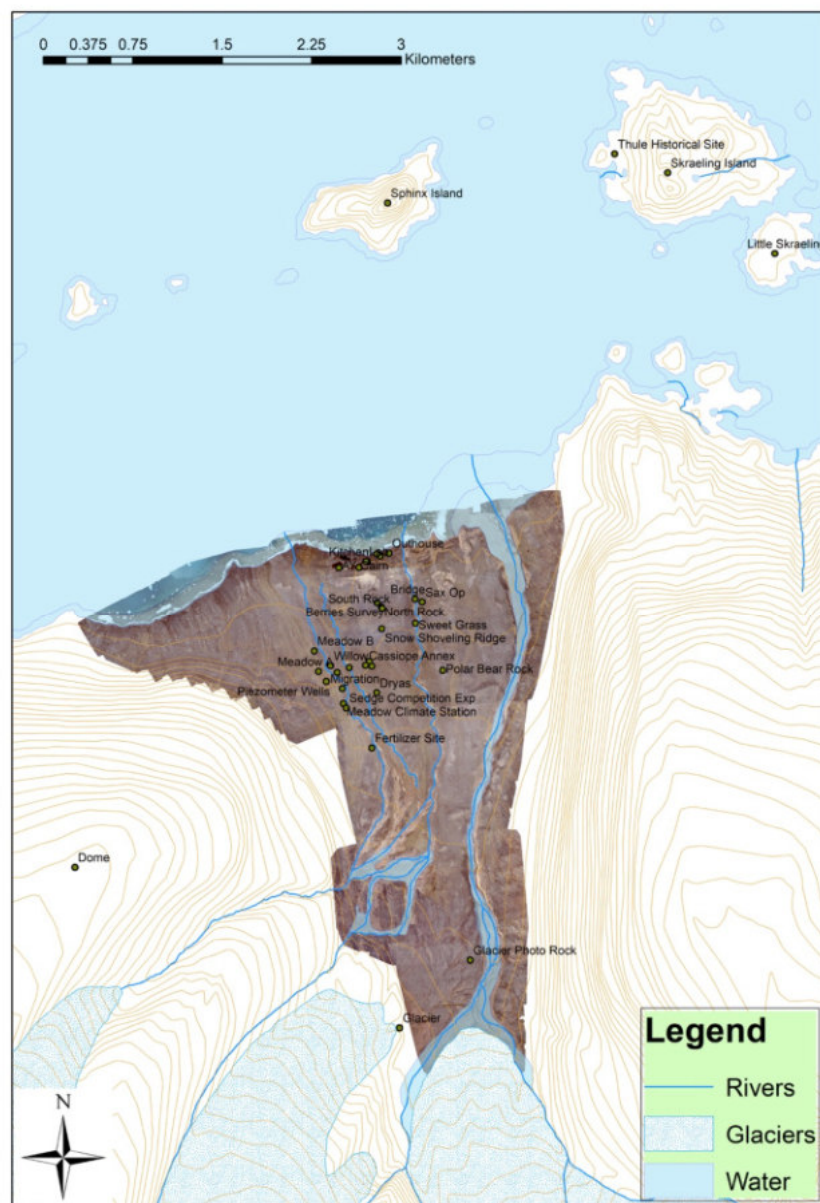 0 0.375 0.75 1.5 2.25 3
Kilometers
Thule Historical Site
Skraeling Island
Sphinx Island
Little Skraeling
Outhouse
Kitchen
Cairn
Bridge
Sax Op
South Rock
Berries Survey
North Rock
Sweet Grass
Snow Shoveling Ridge
Meadow B
Willow
Cassiope Annex
Meadow
Polar Bear Rock
Migration
Dryas
Piezometer Wells
Sedge Competition Exp
Meadow Climate Station
Fertilizer Site
Dome
Glacier Photo Rock
Glacier
Legend
Rivers
Glaciers
Water
N